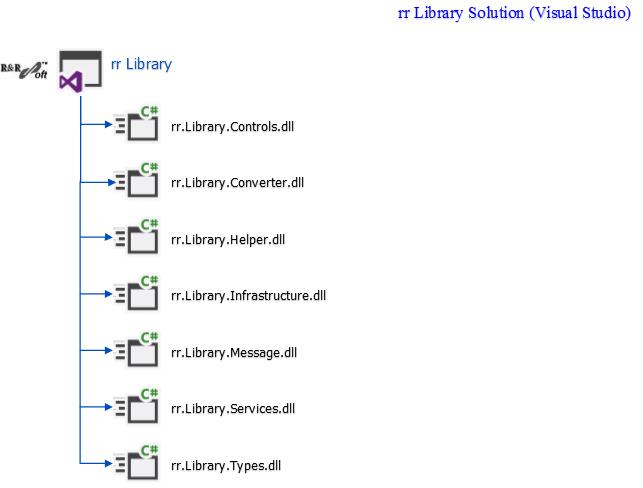 rr Library Solution (Visual Studio)
R&R Soft™
rr Library
C#
rr.Library.Controls.dll
C#
rr.Library.Converter.dll
C#
rr.Library.Helper.dll
C#
rr.Library.Infrastructure.dll
C#
rr.Library.Message.dll
C#
rr.Library.Services.dll
C#
rr.Library.Types.dll